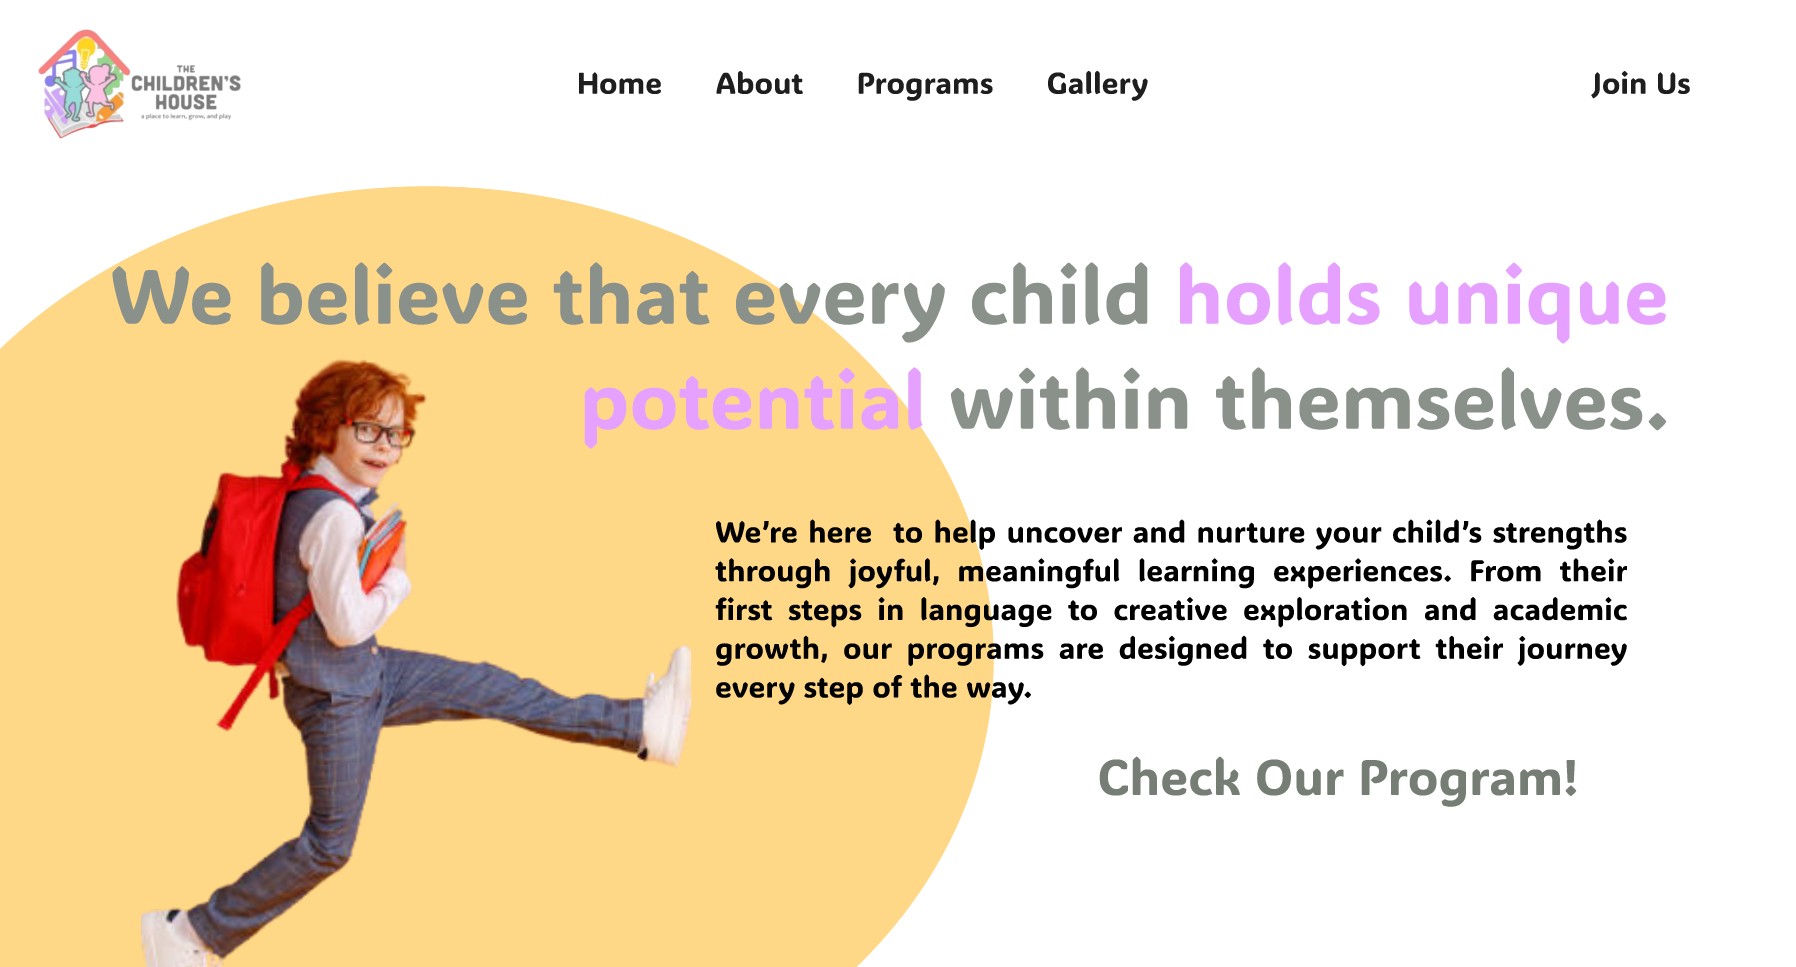 THE
CHILDREN'S
HOUSE
a place to learn, grow, and play
Home About Programs Gallery Join Us
We believe that every child holds unique
potential within themselves.
We're here  to help uncover and nurture your child's strengths
through joyful, meaningful learning experiences. From their
first steps in language to creative exploration and academic
growth, our programs are designed to support their journey
every step of the way.
Check Our Program!